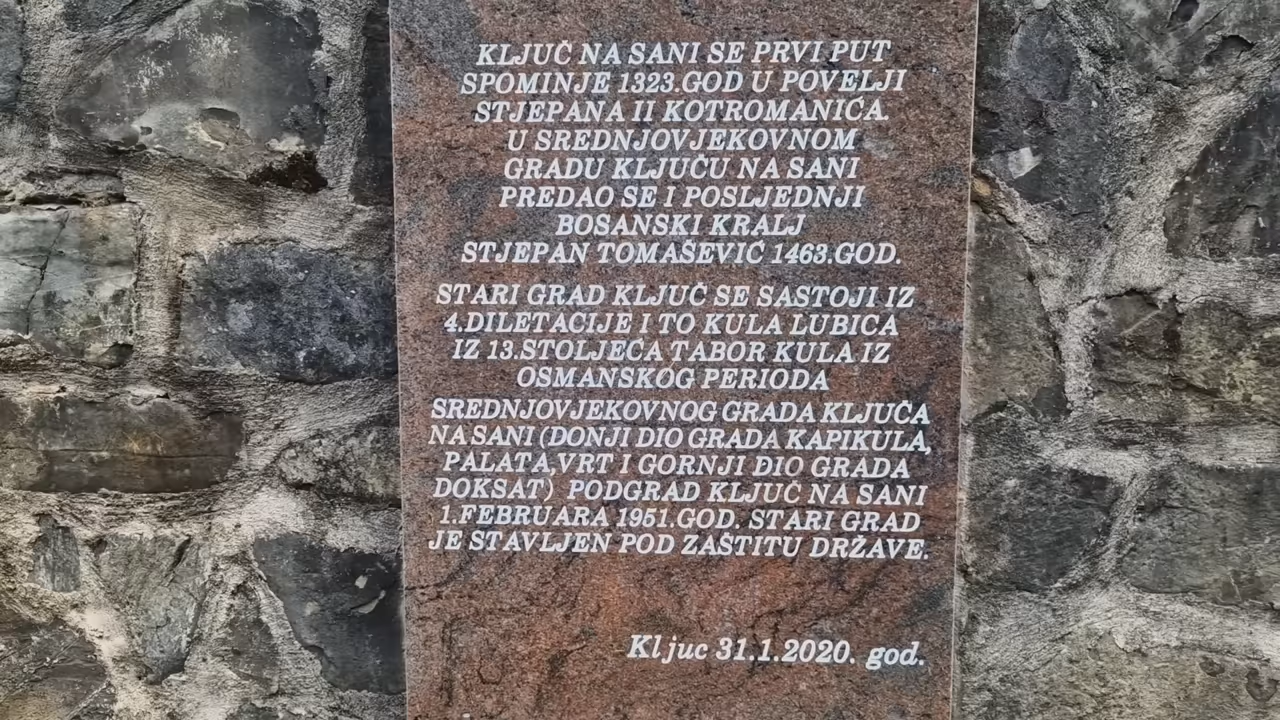 KLJUČ NA SANI SE PRVI PUT
SPOMINJE 1323.GOD U POVELJI
STJEPANA II KOTROMANIĆA.
U SREDNJOVJEKOVNOM
GRADU KLJUČU NA SANI
PREDAO SE I POSLJEDNJI
BOSANSKI KRALJ
STJEPAN TOMAŠEVIĆ 1463.GOD.
STARI GRAD KLJUČ SE SASTOJI IZ
4.DILETACIJE I TO KULA LUBICA
IZ 13.STOLJEĆA TABOR KULA IZ
OSMANSKOG PERIODA
SREDNJOVJEKOVNOG GRADA KLJUČA
NA SANI (DONJI DIO GRADA KAPIKULA,
PALATA,VRT I GORNJI DIO GRADA
DOKSAT) PODGRAD KLJUČ NA SANI
1.FEBRUARA 1951.GOD. STARI GRAD
JE STAVLJEN POD ZAŠTITU DRŽAVE.
Kljuc 31.1.2020. god.